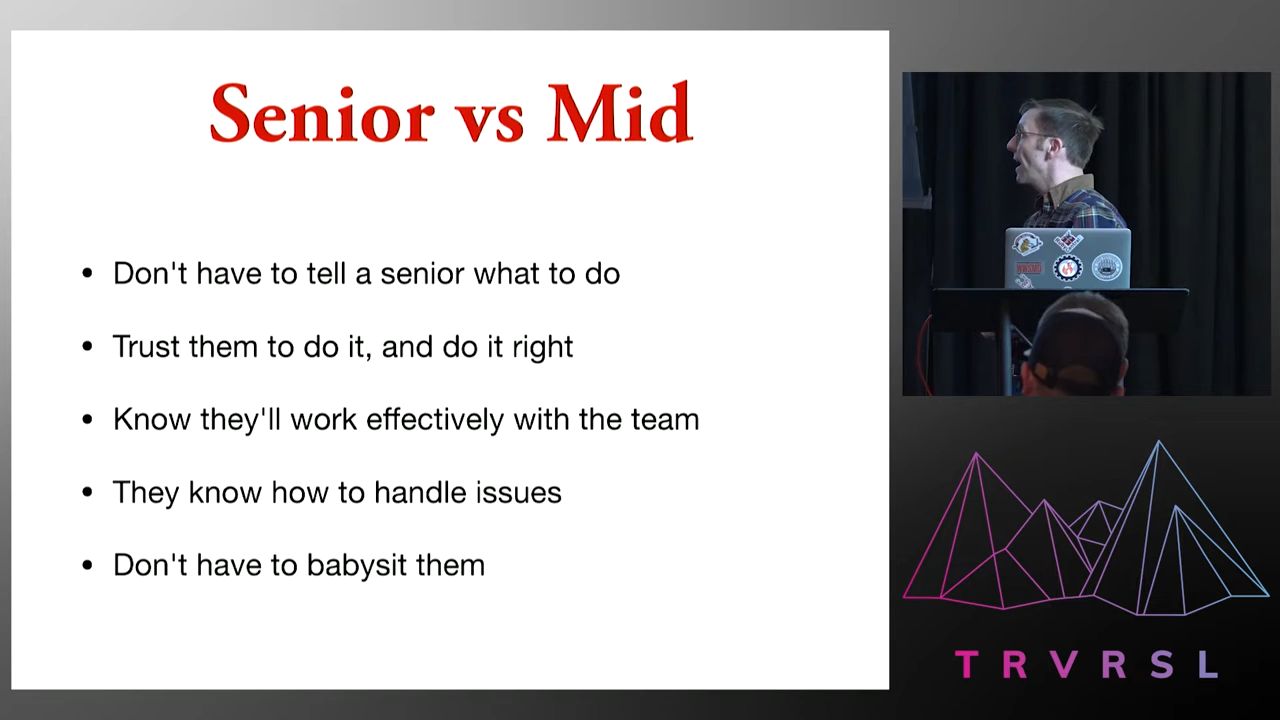 Senior vs Mid
Don't have to tell a senior what to do
Trust them to do it, and do it right
Know they'll work effectively with the team
They know how to handle issues
Don't have to babysit them
TRVRSL